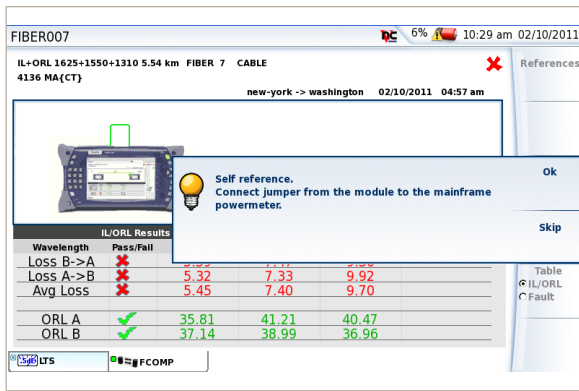 FIBER007
6% 10:29 am 02/10/2011
IL+ORL 1625+1550+1310 5.54 km FIBER 7 CABLE
4136 MA{CT}
new-york -> washington 02/10/2011 04:57 am
References
Self reference.
Connect jumper from the module to the mainframe
powermeter.
Ok
Skip
IL/ORL Results
Wavelength Pass/Fail
Loss B->A
Loss A->B 5.32 7.33 9.92
Avg Loss 5.45 7.40 9.70
ORL A 35.81 41.21 40.47
ORL B 37.14 38.99 36.96
Table
IL/ORL
Fault
LTS
FCOMP